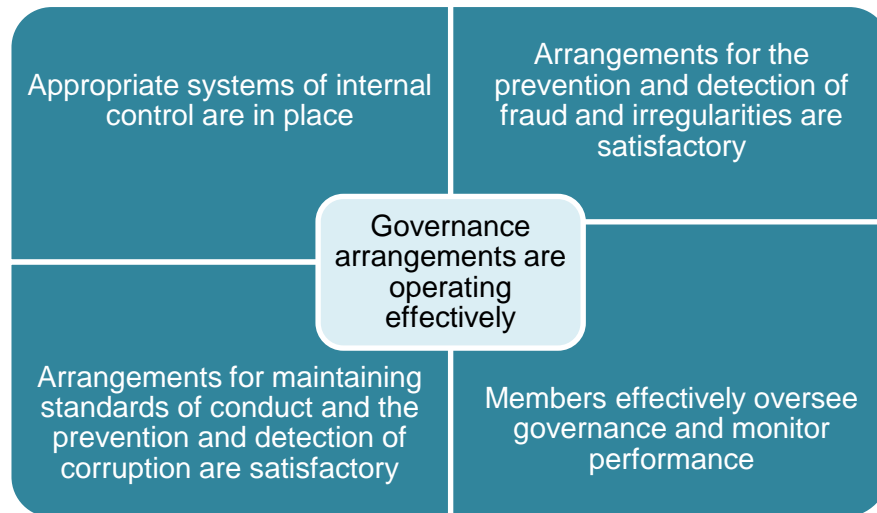 Appropriate systems of internal
control are in place
Arrangements for the
prevention and detection of
fraud and irregularities are
satisfactory
Governance
arrangements are
operating
effectively
Arrangements for maintaining
standards of conduct and the
prevention and detection of
corruption are satisfactory
Members effectively oversee
governance and monitor
performance